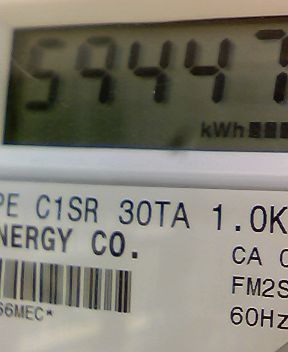 59447
kWh
PE C1SR 30TA 1.0K
NERGY CO.
CA
FM2S
66MEC*
60Hz